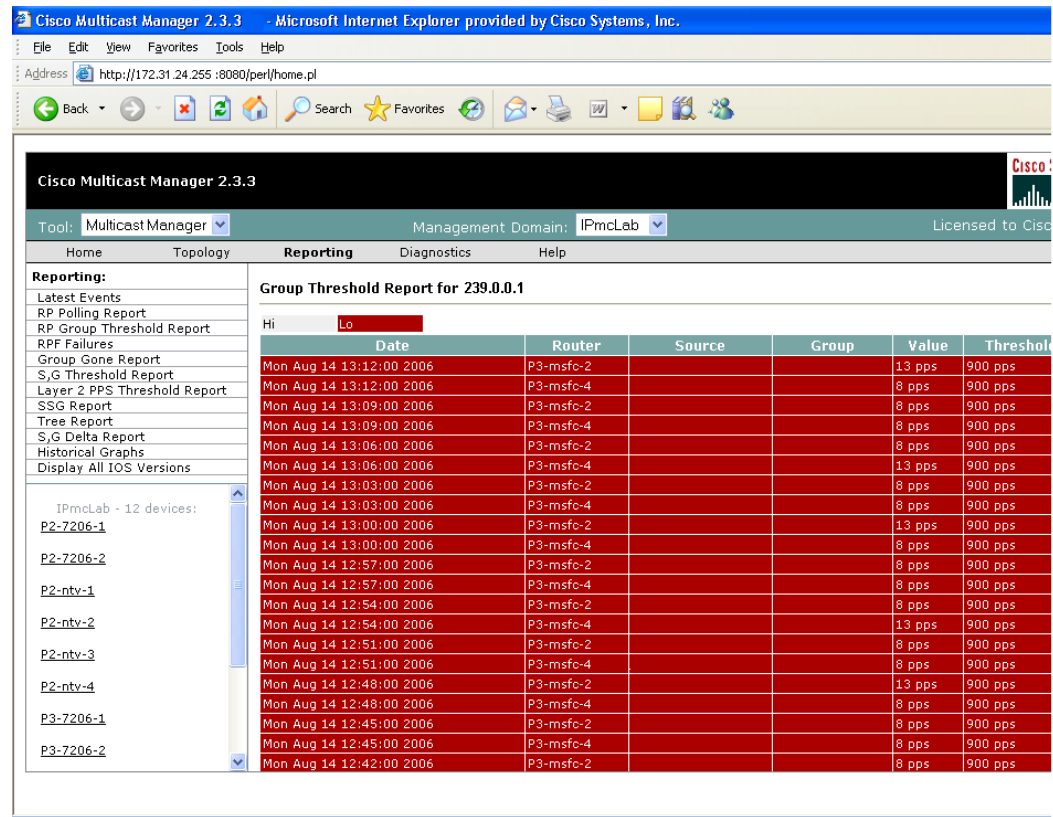 Cisco Multicast Manager 2.3.3 - Microsoft Internet Explorer provided by Cisco Systems, Inc.
File Edit View Favorites Tools Help
Address http://172.31.24.255 :8080/perl/home.pl
Back Search Favorites
Cisco Multicast Manager 2.3.3
CISCO
Tool: Multicast Manager Management Domain: IPmcLab Licensed to Cisc
Home Topology Reporting Diagnostics Help
Reporting:
Latest Events
RP Polling Report
RP Group Threshold Report
RPF Failures
Group Gone Report
S,G Threshold Report
Layer 2 PPS Threshold Report
SSG Report
Tree Report
S,G Delta Report
Historical Graphs
Display All IOS Versions
IPmcLab - 12 devices:
P2-7206-1
P2-7206-2
P2-ntv-1
P2-ntv-2
P2-ntv-3
P2-ntv-4
P3-7206-1
P3-7206-2
Group Threshold Report for 239.0.0.1
Hi Lo
Date Router Source Group Value Threshold
Mon Aug 14 13:12:00 2006 P3-msfc-2 13 pps 900 pps
Mon Aug 14 13:12:00 2006 P3-msfc-4 8 pps 900 pps
Mon Aug 14 13:09:00 2006 P3-msfc-2 8 pps 900 pps
Mon Aug 14 13:09:00 2006 P3-msfc-4 8 pps 900 pps
Mon Aug 14 13:06:00 2006 P3-msfc-2 8 pps 900 pps
Mon Aug 14 13:06:00 2006 P3-msfc-4 13 pps 900 pps
Mon Aug 14 13:03:00 2006 P3-msfc-2 8 pps 900 pps
Mon Aug 14 13:03:00 2006 P3-msfc-4 8 pps 900 pps
Mon Aug 14 13:00:00 2006 P3-msfc-2 13 pps 900 pps
Mon Aug 14 13:00:00 2006 P3-msfc-4 8 pps 900 pps
Mon Aug 14 12:57:00 2006 P3-msfc-2 8 pps 900 pps
Mon Aug 14 12:57:00 2006 P3-msfc-4 8 pps 900 pps
Mon Aug 14 12:54:00 2006 P3-msfc-2 8 pps 900 pps
Mon Aug 14 12:54:00 2006 P3-msfc-4 13 pps 900 pps
Mon Aug 14 12:51:00 2006 P3-msfc-2 8 pps 900 pps
Mon Aug 14 12:51:00 2006 P3-msfc-4 8 pps 900 pps
Mon Aug 14 12:48:00 2006 P3-msfc-2 13 pps 900 pps
Mon Aug 14 12:48:00 2006 P3-msfc-4 8 pps 900 pps
Mon Aug 14 12:45:00 2006 P3-msfc-2 8 pps 900 pps
Mon Aug 14 12:45:00 2006 P3-msfc-4 8 pps 900 pps
Mon Aug 14 12:42:00 2006 P3-msfc-2 8 pps 900 pps